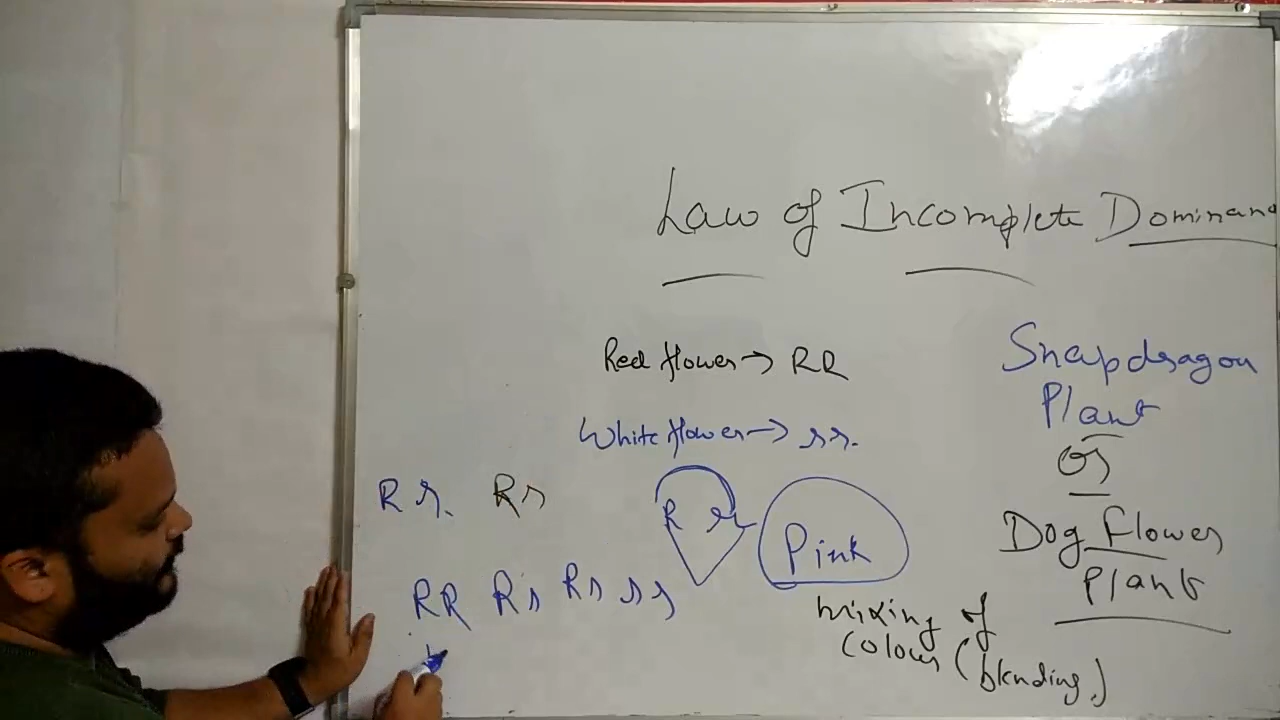 Law of Incomplete Dominanc
Red flower → RR
White flower → rr.
Rr. Rr
R r
Pink
RR Rr Rr rr
mixing of
Colour (blending)
Snapdragon
Plant
or
Dog flower
Plant